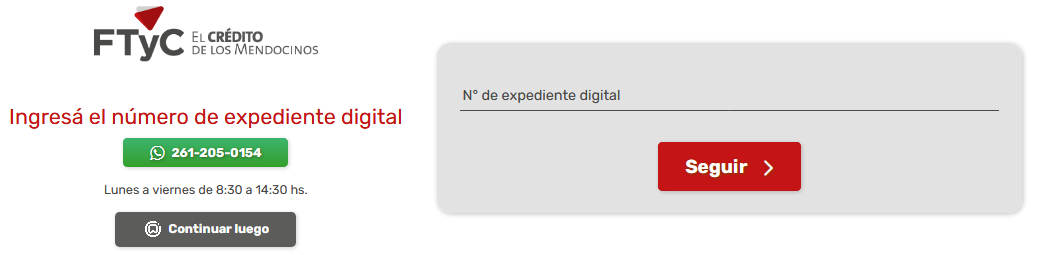 FTyC EL CRÉDITO
DE LOS MENDOCINOS
Ingresá el número de expediente digital
261-205-0154
Lunes a viernes de 8:30 a 14:30 hs.
Continuar luego
N° de expediente digital
Seguir